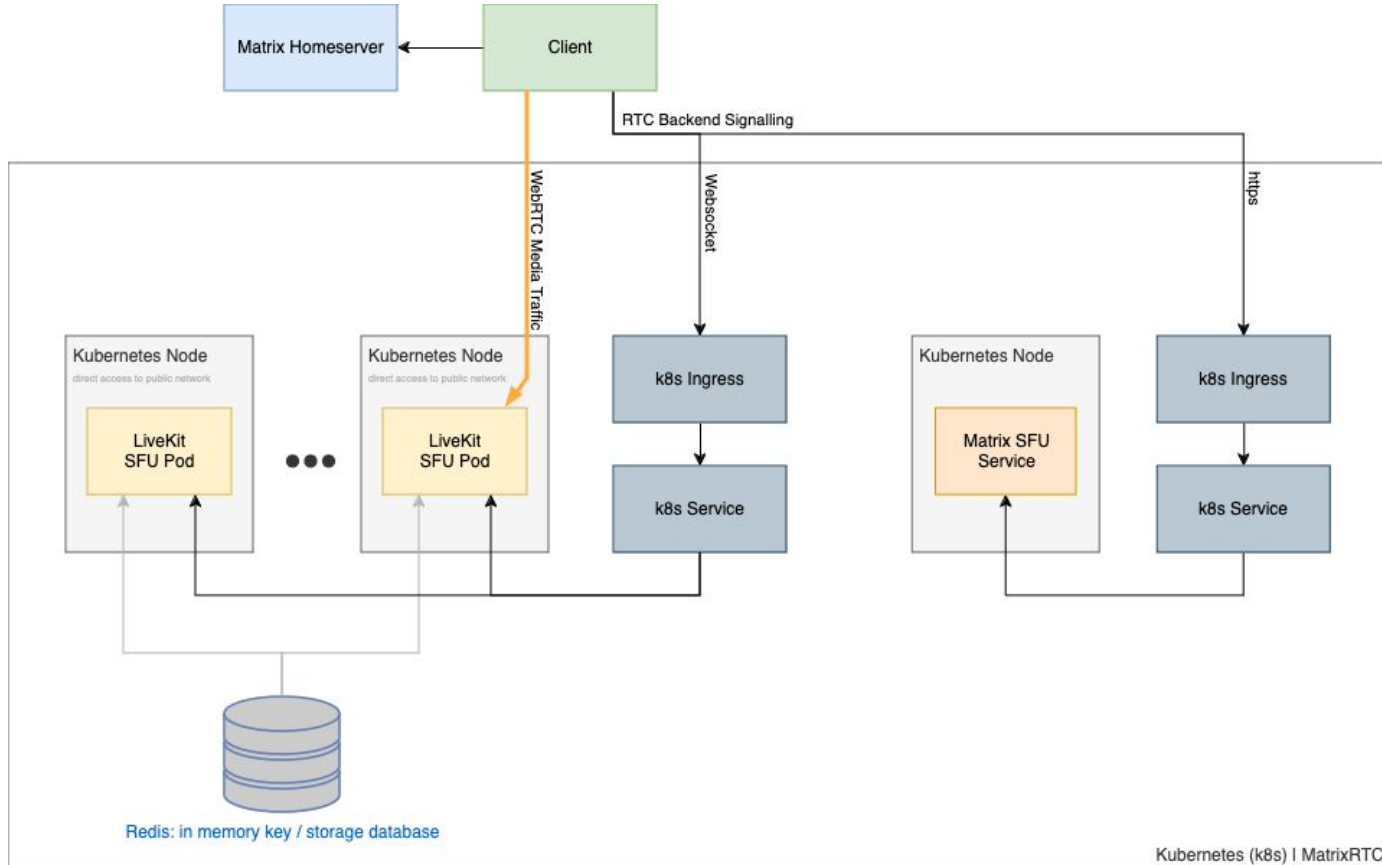 Matrix Homeserver
Client
RTC Backend Signalling
WebRTC Media Traffic
Websocket
https
Kubernetes Node
direct access to public network
LiveKit
SFU Pod
Kubernetes Node
direct access to public network
LiveKit
SFU Pod
k8s Ingress
k8s Service
Kubernetes Node
Matrix SFU
Service
k8s Ingress
k8s Service
Redis: in memory key / storage database
Kubernetes (k8s) | MatrixRTC